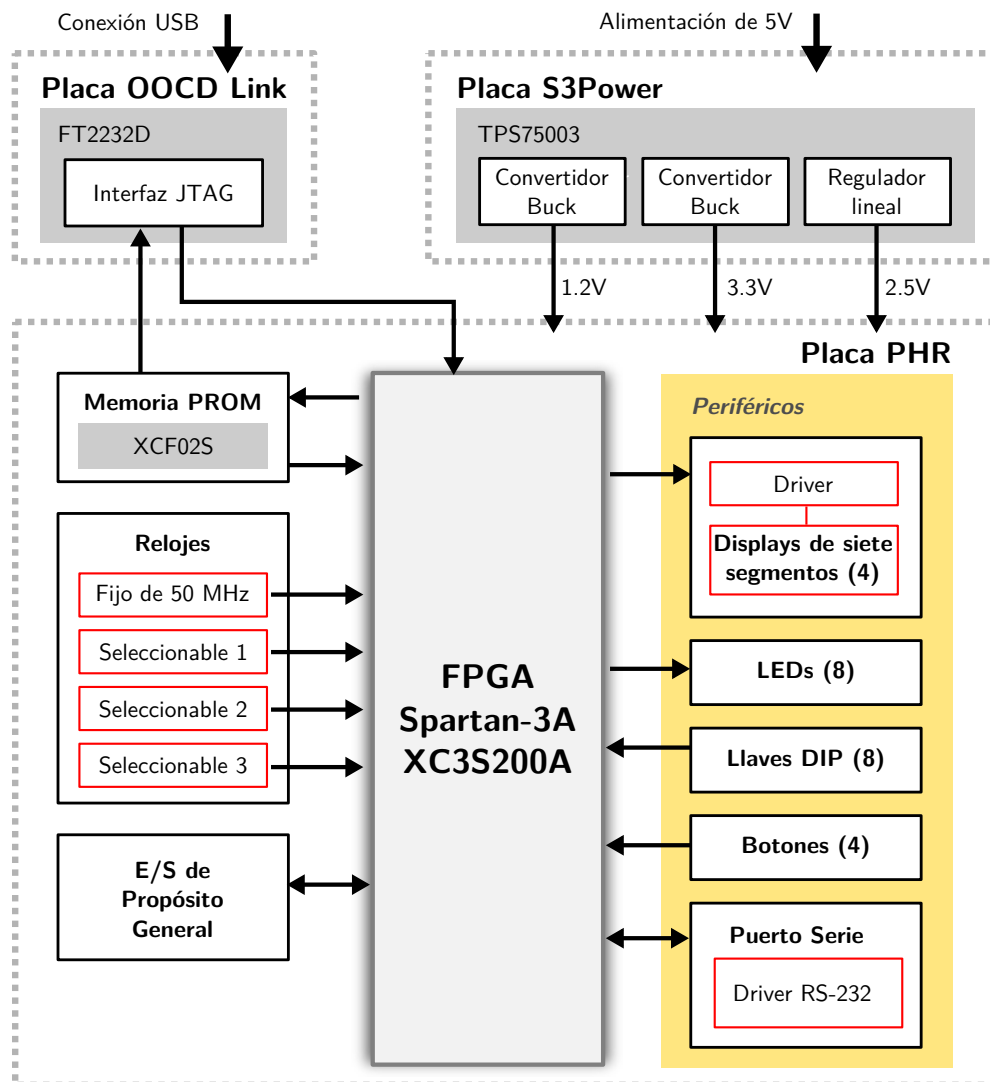 Conexión USB
Alimentación de 5V
Placa OOCD Link
FT2232D
Interfaz JTAG
Placa S3Power
TPS75003
Convertidor
Buck
Convertidor
Buck
Regulador
lineal
1.2V
3.3V
2.5V
Placa PHR
Memoria PROM
XCF02S
Relojes
Fijo de 50 MHz
Seleccionable 1
Seleccionable 2
Seleccionable 3
E/S de
Propósito
General
FPGA
Spartan-3A
XC3S200A
Periféricos
Driver
Displays de siete
segmentos (4)
LEDs (8)
Llaves DIP (8)
Botones (4)
Puerto Serie
Driver RS-232